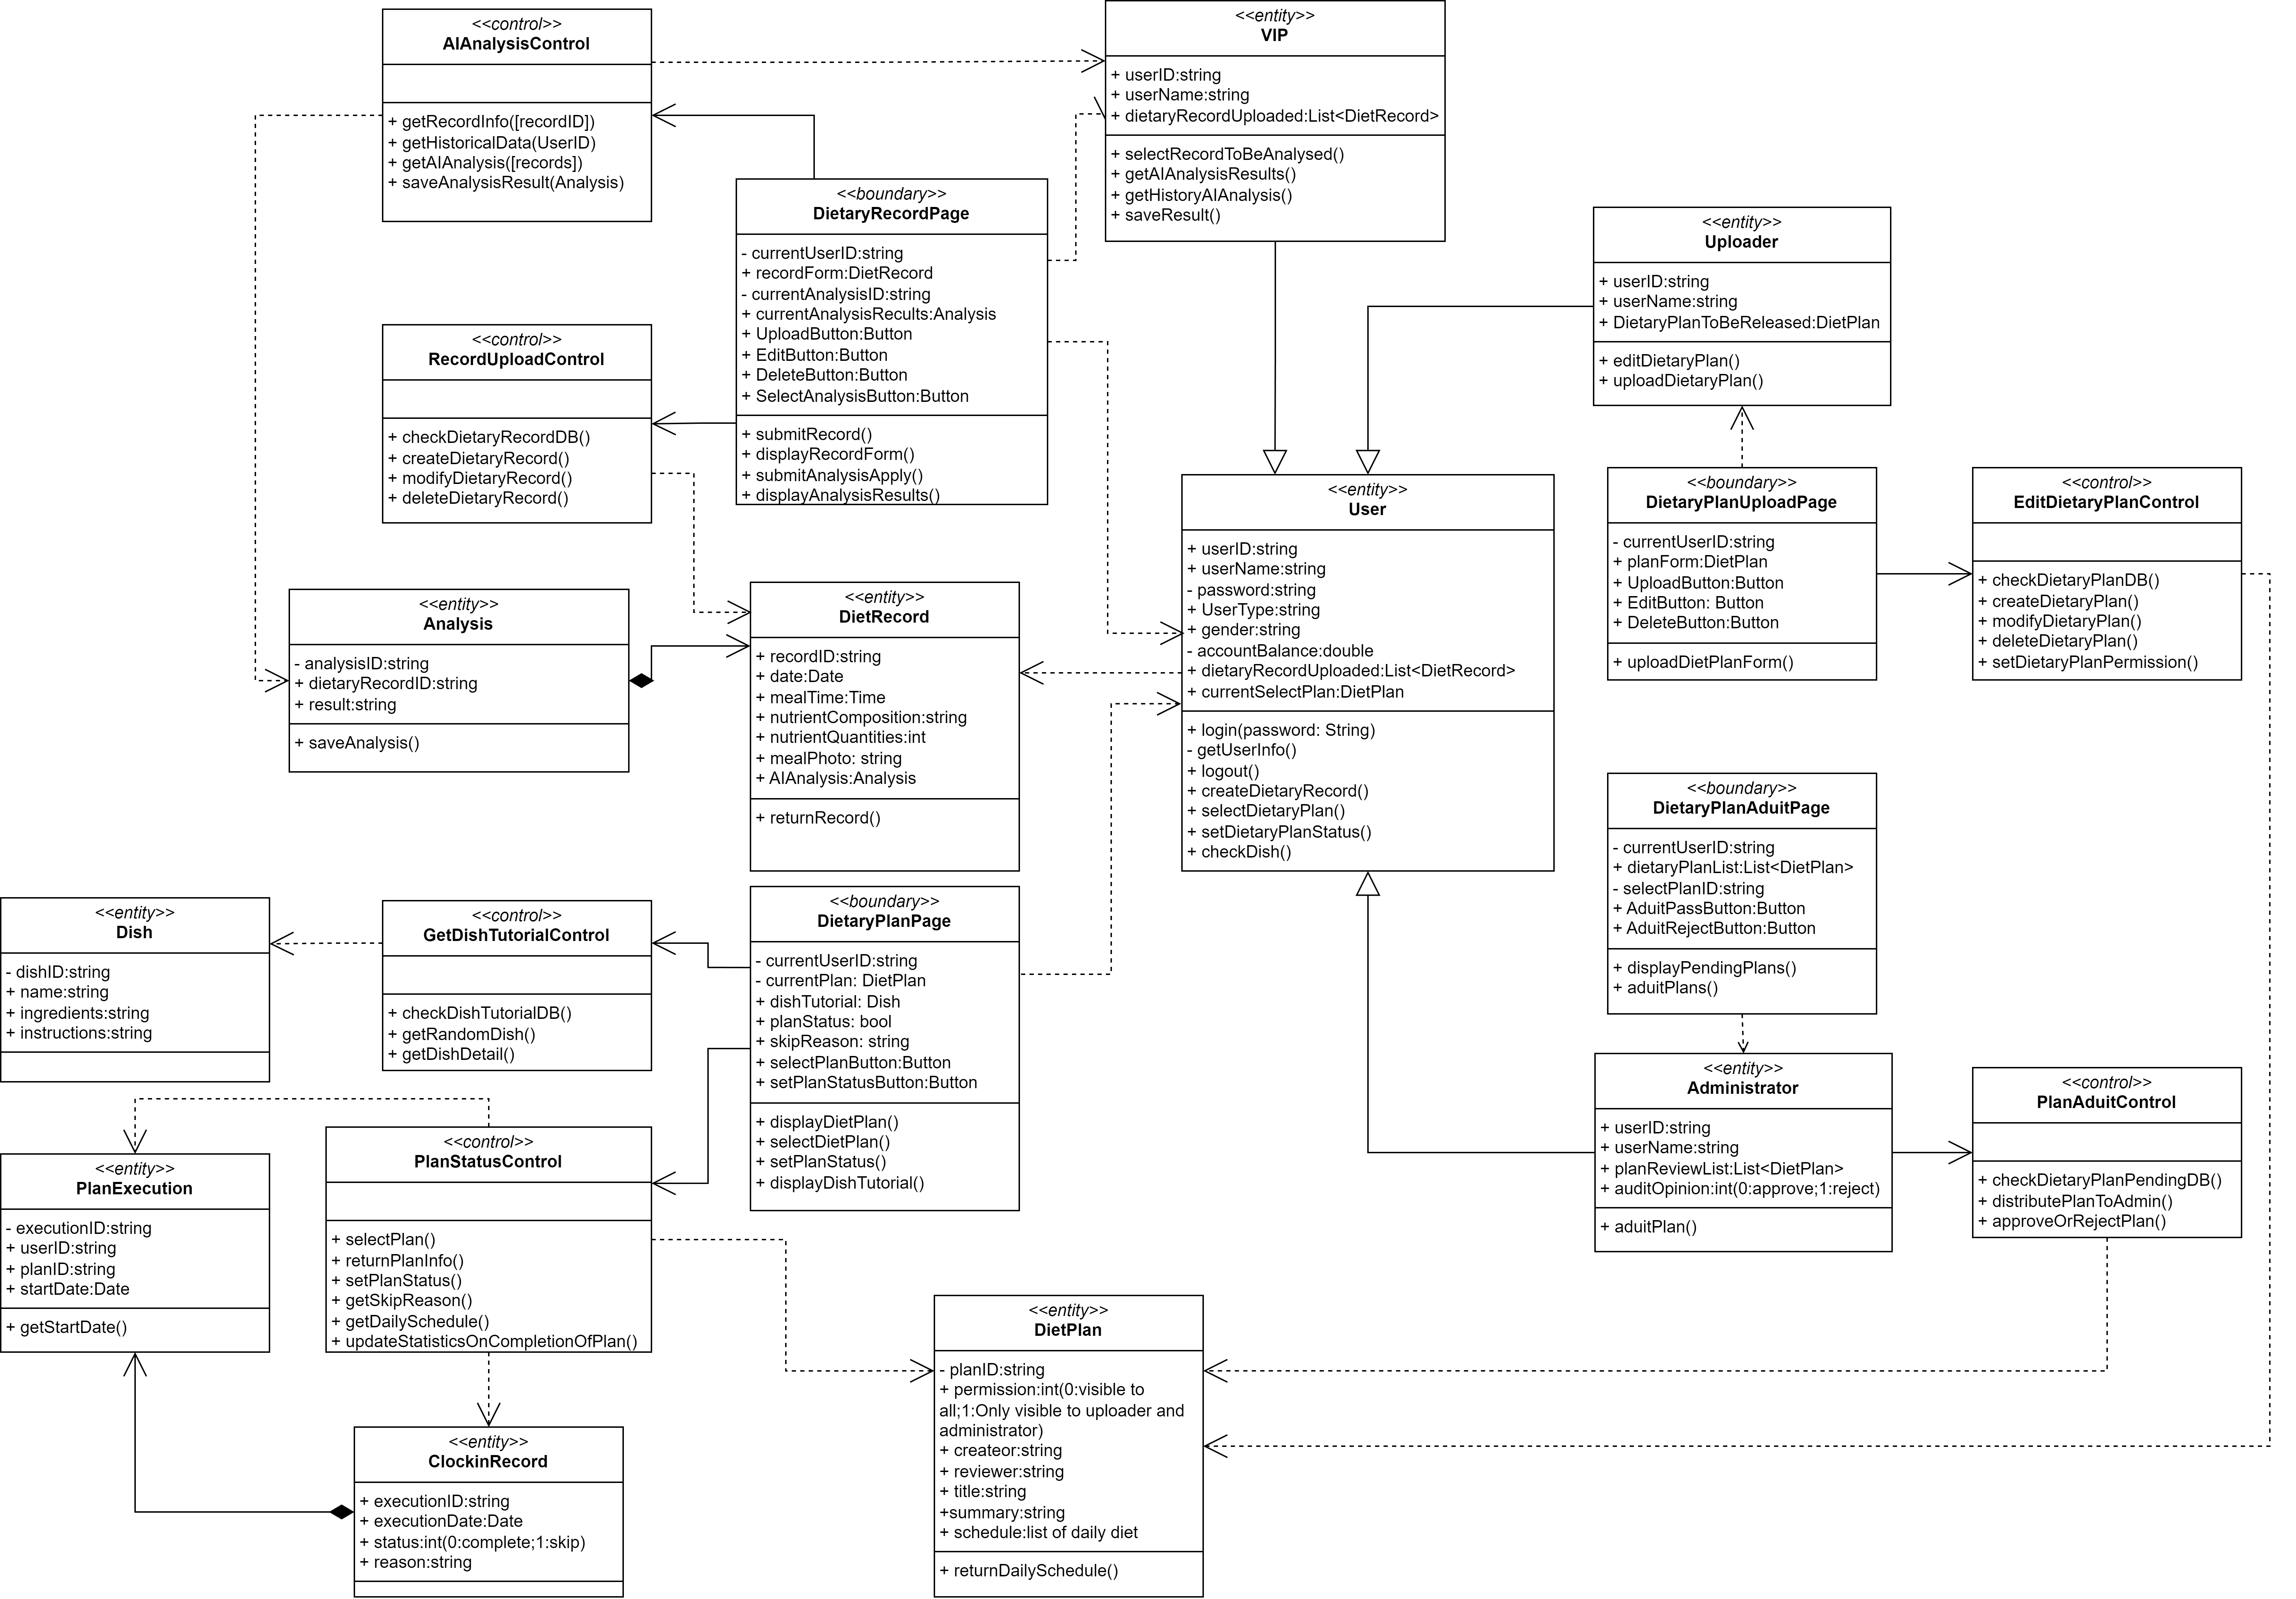 <<control>>
AIAnalysisControl
+ getRecordInfo([recordID])
+ getHistoricalData(UserID)
+ getAIAnalysis([records])
+ saveAnalysisResult(Analysis)
<<entity>>
VIP
+ userID:string
+ userName:string
+ dietaryRecordUploaded:List<DietRecord>
+ selectRecordToBeAnalysed()
+ getAIAnalysisResults()
+ getHistoryAIAnalysis()
+ saveResult()
<<boundary>>
DietaryRecordPage
- currentUserID:string
+ recordForm:DietRecord
- currentAnalysisID:string
+ currentAnalysisRecults:Analysis
+ UploadButton:Button
+ EditButton:Button
+ DeleteButton:Button
+ SelectAnalysisButton:Button
+ submitRecord()
+ displayRecordForm()
+ submitAnalysisApply()
+ displayAnalysisResults()
<<entity>>
Uploader
+ userID:string
+ userName:string
+ DietaryPlanToBeReleased:DietPlan
+ editDietaryPlan()
+ uploadDietaryPlan()
<<control>>
RecordUploadControl
+ checkDietaryRecordDB()
+ createDietaryRecord()
+ modifyDietaryRecord()
+ deleteDietaryRecord()
<<entity>>
User
+ userID:string
+ userName:string
- password:string
+ UserType:string
+ gender:string
- accountBalance:double
+ dietaryRecordUploaded:List<DietRecord>
+ currentSelectPlan:DietPlan
+ login(password: String)
- getUserInfo()
+ logout()
+ createDietaryRecord()
+ selectDietaryPlan()
+ setDietaryPlanStatus()
+ checkDish()
<<boundary>>
DietaryPlanUploadPage
- currentUserID:string
+ planForm:DietPlan
+ UploadButton:Button
+ EditButton: Button
+ DeleteButton:Button
+ uploadDietPlanForm()
<<control>>
EditDietaryPlanControl
+ checkDietaryPlanDB()
+ createDietaryPlan()
+ modifyDietaryPlan()
+ deleteDietaryPlan()
+ setDietaryPlanPermission()
<<entity>>
Analysis
- analysisID:string
+ dietaryRecordID:string
+ result:string
+ saveAnalysis()
<<entity>>
DietRecord
+ recordID:string
+ date:Date
+ mealTime:Time
+ nutrientComposition:string
+ nutrientQuantities:int
+ mealPhoto: string
+ AIAnalysis:Analysis
+ returnRecord()
<<boundary>>
DietaryPlanAduitPage
- currentUserID:string
+ dietaryPlanList:List<DietPlan>
- selectPlanID:string
+ AduitPassButton:Button
+ AduitRejectButton:Button
+ displayPendingPlans()
+ aduitPlans()
<<entity>>
Dish
- dishID:string
+ name:string
+ ingredients:string
+ instructions:string
<<control>>
GetDishTutorialControl
+ checkDishTutorialDB()
+ getRandomDish()
+ getDishDetail()
<<boundary>>
DietaryPlanPage
- currentUserID:string
- currentPlan: DietPlan
+ dishTutorial: Dish
+ planStatus: bool
+ skipReason: string
+ selectPlanButton:Button
+ setPlanStatusButton:Button
+ displayDietPlan()
+ selectDietPlan()
+ setPlanStatus()
+ displayDishTutorial()
<<entity>>
Administrator
+ userID:string
+ userName:string
+ planReviewList:List<DietPlan>
+ auditOpinion:int(0:approve;1:reject)
+ aduitPlan()
<<control>>
PlanAduitControl
+ checkDietaryPlanPendingDB()
+ distributePlanToAdmin()
+ approveOrRejectPlan()
<<entity>>
PlanExecution
- executionID:string
+ userID:string
+ planID:string
+ startDate:Date
+ getStartDate()
<<control>>
PlanStatusControl
+ selectPlan()
+ returnPlanInfo()
+ setPlanStatus()
+ getSkipReason()
+ getDailySchedule()
+ updateStatisticsOnCompletionOfPlan()
<<entity>>
DietPlan
- planID:string
+ permission:int(0:visible to
all;1:Only visible to uploader and
administrator)
+ createor:string
+ reviewer:string
+ title:string
+summary:string
+ schedule:list of daily diet
+ returnDailySchedule()
<<entity>>
ClockinRecord
+ executionID:string
+ executionDate:Date
+ status:int(0:complete;1:skip)
+ reason:string